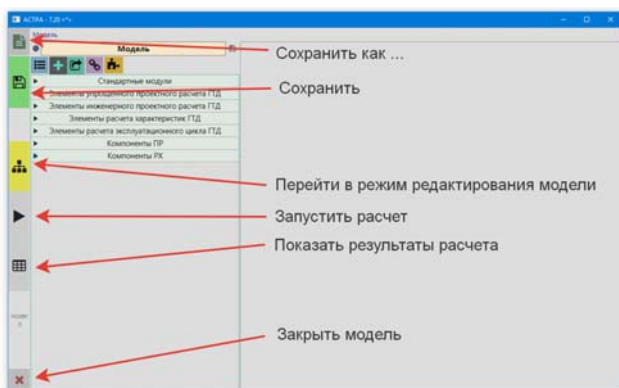 АСТРА - 1.20 <*>
Модель
Модель
Стандартные модули
Элементы упрощенного проектного расчета ГТД
Элементы инженерного проектного расчета ГТД
Элементы расчета характеристик ГТД
Элементы расчета эксплуатационного цикла ГТД
Компоненты ПР
Компоненты РХ
Сохранить как ...
Сохранить
Перейти в режим редактирования модели
Запустить расчет
Показать результаты расчета
Закрыть модель